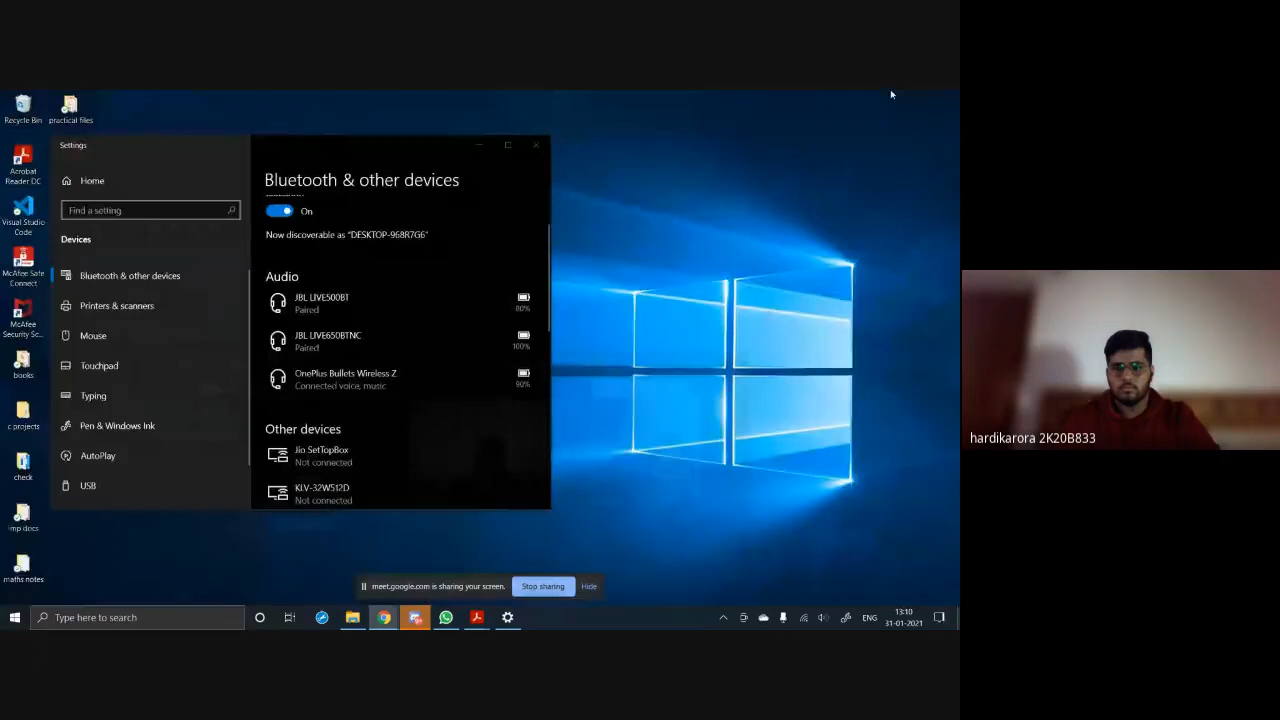 Recycle Bin
practical files
Acrobat
Reader DC
Visual Studio
Code
McAfee Safe
Connect
McAfee
Security Sc...
books
c projects
check
imp docs
maths notes
Settings
Home
Find a setting
Devices
Bluetooth & other devices
Printers & scanners
Mouse
Touchpad
Typing
Pen & Windows Ink
AutoPlay
USB
Bluetooth & other devices
On
Now discoverable as "DESKTOP-968R7G6"
Audio
JBL LIVE500BT
Paired
80%
JBL LIVE650BTNC
Paired
100%
OnePlus Bullets Wireless Z
Connected voice, music
90%
Other devices
Jio SetTopBox
Not connected
KLV-32W512D
Not connected
meet.google.com is sharing your screen.
Stop sharing
Hide
Type here to search
ENG
13:10
31-01-2021
hardikarora 2K20B833